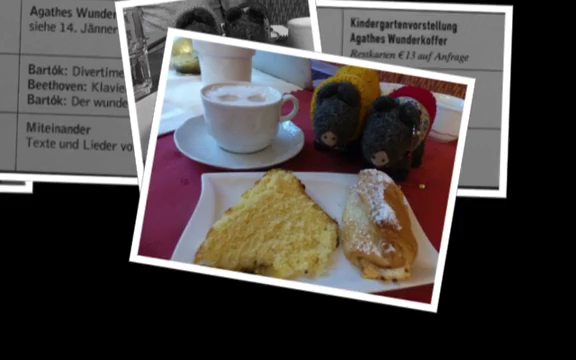 Agathes Wunder
siehe 14. Jänner
Bartók: Divertime
Beethoven: Klavie
Bartók: Der wunde
Miteinander
Texte und Lieder vo
Kindergartenvorstellung
Agathes Wunderkoffer
Restkarten €13 auf Anfrage